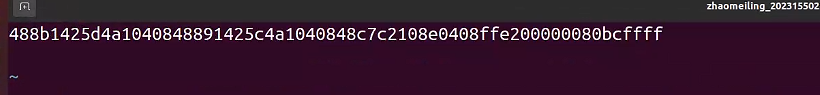 zhaomeiling_202315502
488b1425d4a1040848891425c4a1040848c7c2108e0408ffe200000080bcffff
~